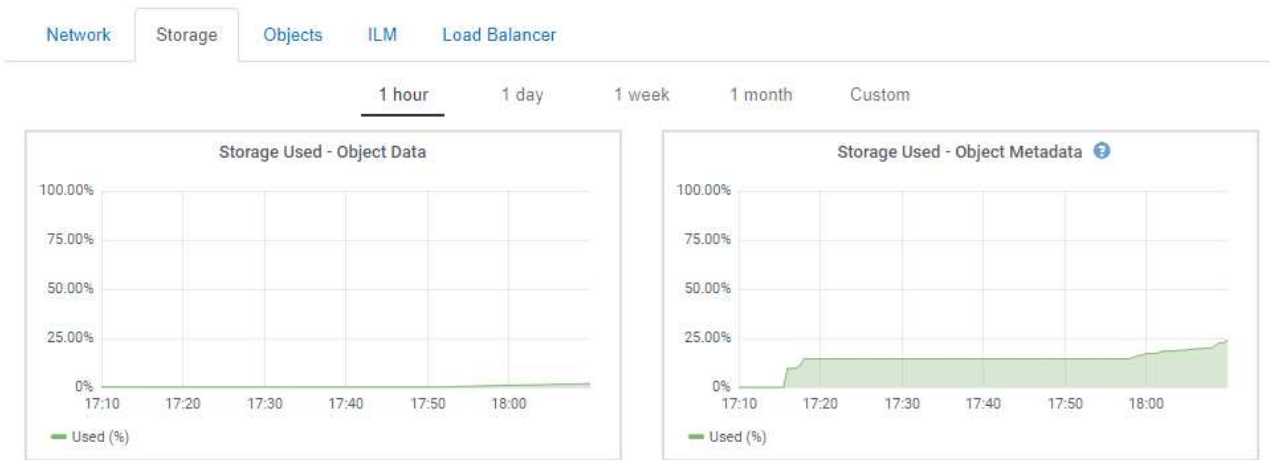 Network Storage Objects ILM Load Balancer
1 hour 1 day 1 week 1 month Custom
Storage Used - Object Data
100.00%
75.00%
50.00%
25.00%
0%
17:10 17:20 17:30 17:40 17:50 18:00
Used (%)
Storage Used - Object Metadata ?
100.00%
75.00%
50.00%
25.00%
0%
17:10 17:20 17:30 17:40 17:50 18:00
Used (%)